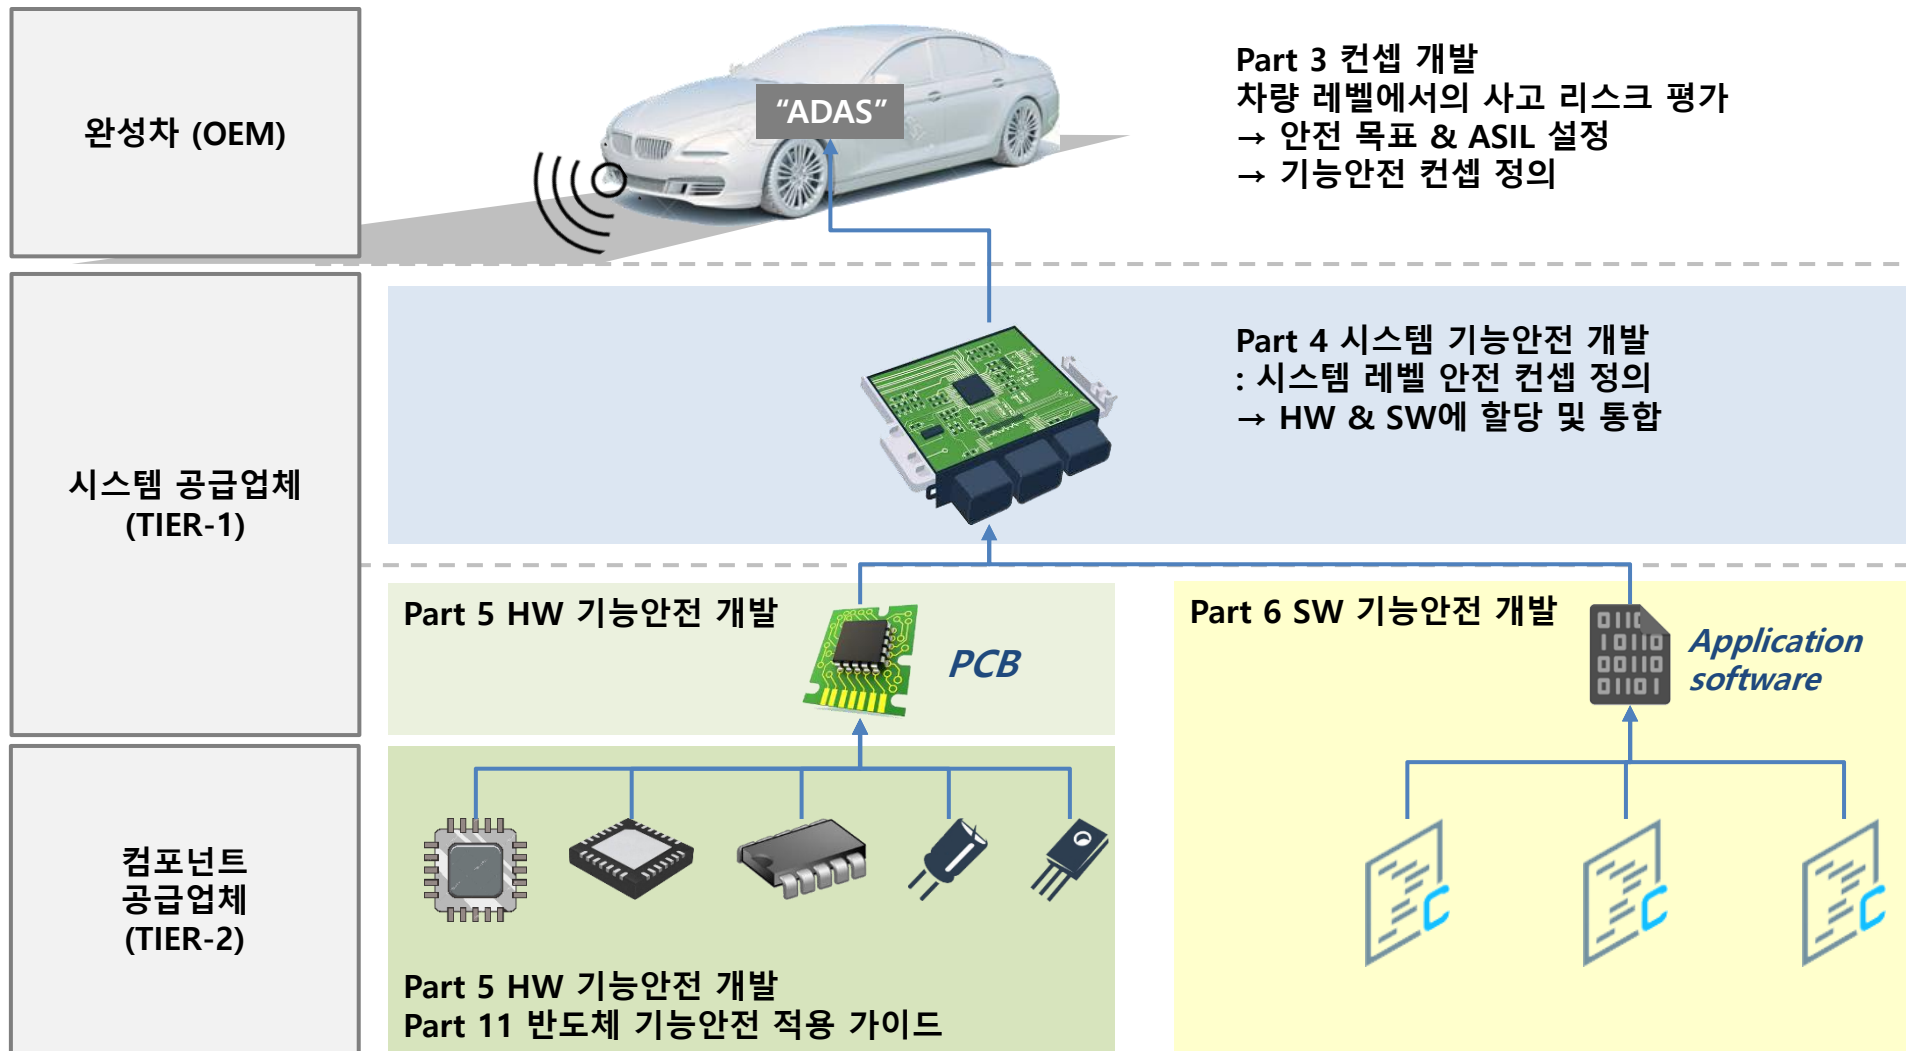 완성차 (OEM)
"ADAS"
Part 3 컨셉 개발
차량 레벨에서의 사고 리스크 평가
→ 안전 목표 & ASIL 설정
→ 기능안전 컨셉 정의
시스템 공급업체
(TIER-1)
Part 4 시스템 기능안전 개발
: 시스템 레벨 안전 컨셉 정의
→ HW & SW에 할당 및 통합
Part 5 HW 기능안전 개발
PCB
Part 6 SW 기능안전 개발
Application
software
컴포넌트
공급업체
(TIER-2)
C
C
C
Part 5 HW 기능안전 개발
Part 11 반도체 기능안전 적용 가이드